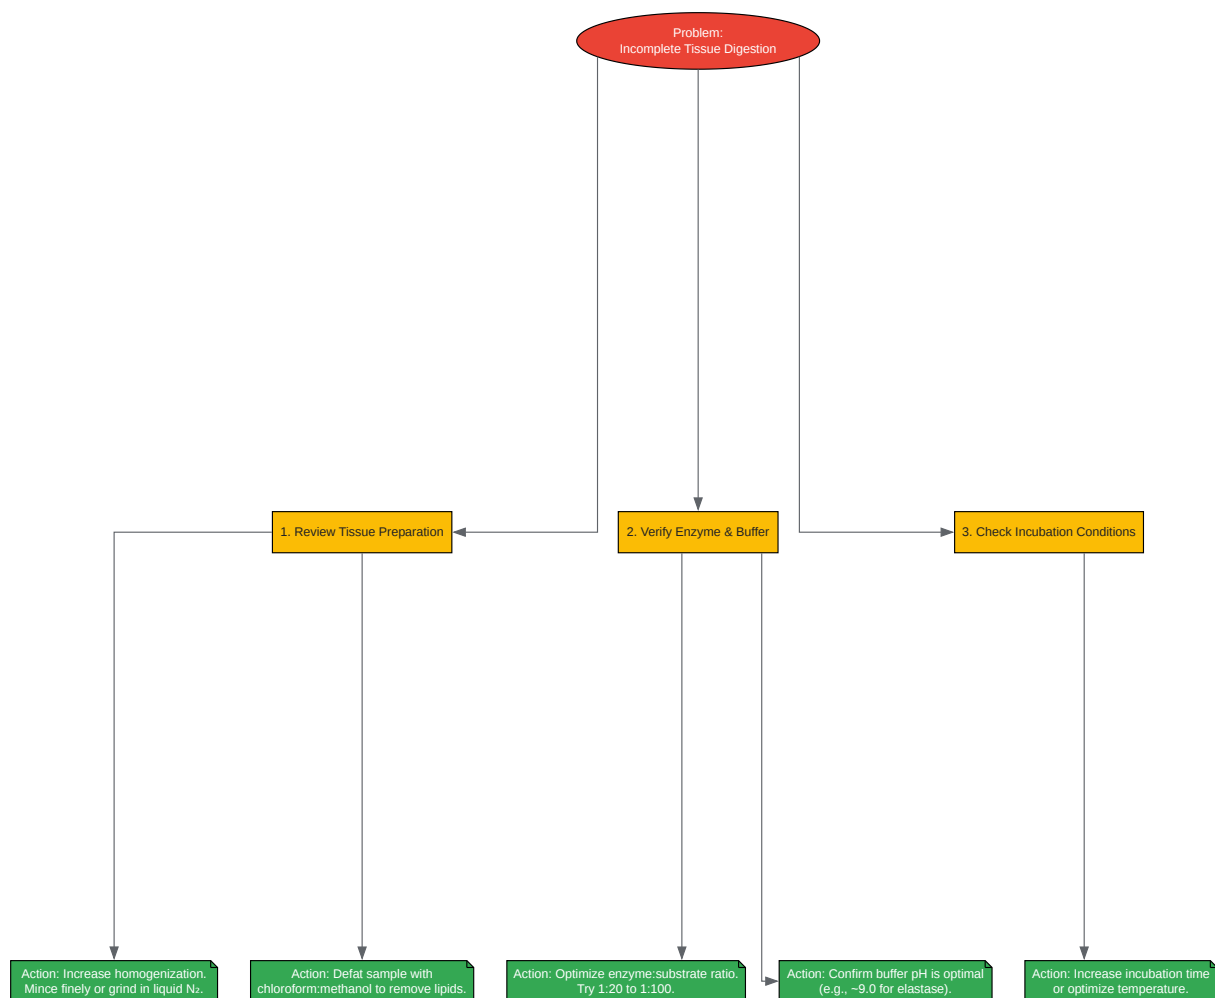 Problem:
Incomplete Tissue Digestion
1. Review Tissue Preparation
2. Verify Enzyme & Buffer
3. Check Incubation Conditions
Action: Increase homogenization.
Mince finely or grind in liquid N₂.
Action: Defat sample with
chloroform:methanol to remove lipids.
Action: Optimize enzyme:substrate ratio.
Try 1:20 to 1:100.
Action: Confirm buffer pH is optimal
(e.g., ~9.0 for elastase).
Action: Increase incubation time
or optimize temperature.